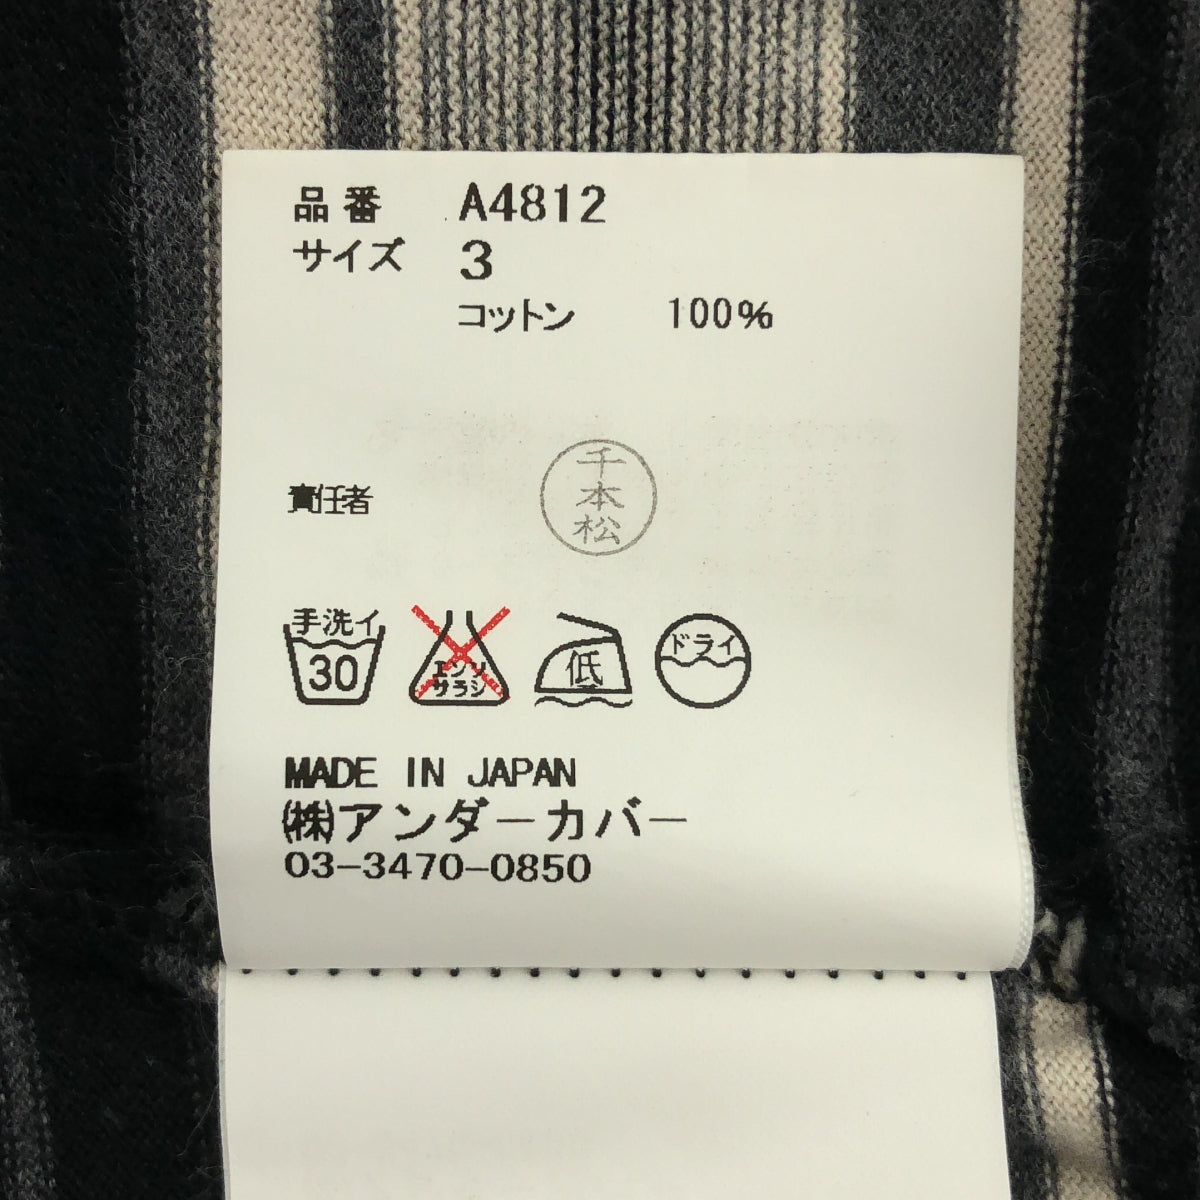 品番 A4812
サイズ 3
コットン 100%
責任者 千本松
手洗イ 30
エンソサラシ
低
ドライ
MADE IN JAPAN
㈱アンダーカバー
03-3470-0850